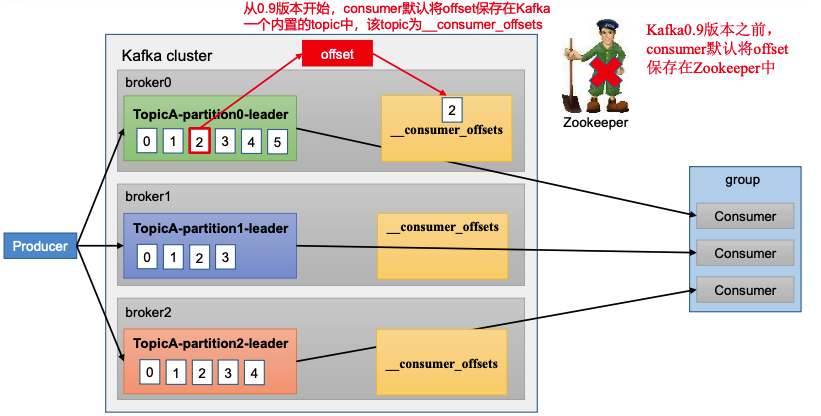 从0.9版本开始，consumer默认将offset保存在Kafka
一个内置的topic中，该topic为__consumer_offsets
Kafka0.9版本之前，
consumer默认将offset
保存在Zookeeper中
Zookeeper
Kafka cluster
offset
broker0
TopicA-partition0-leader
0 1 2 3 4 5
2
__consumer_offsets
broker1
TopicA-partition1-leader
0 1 2 3
__consumer_offsets
broker2
TopicA-partition2-leader
0 1 2 3 4
__consumer_offsets
Producer
group
Consumer
Consumer
Consumer